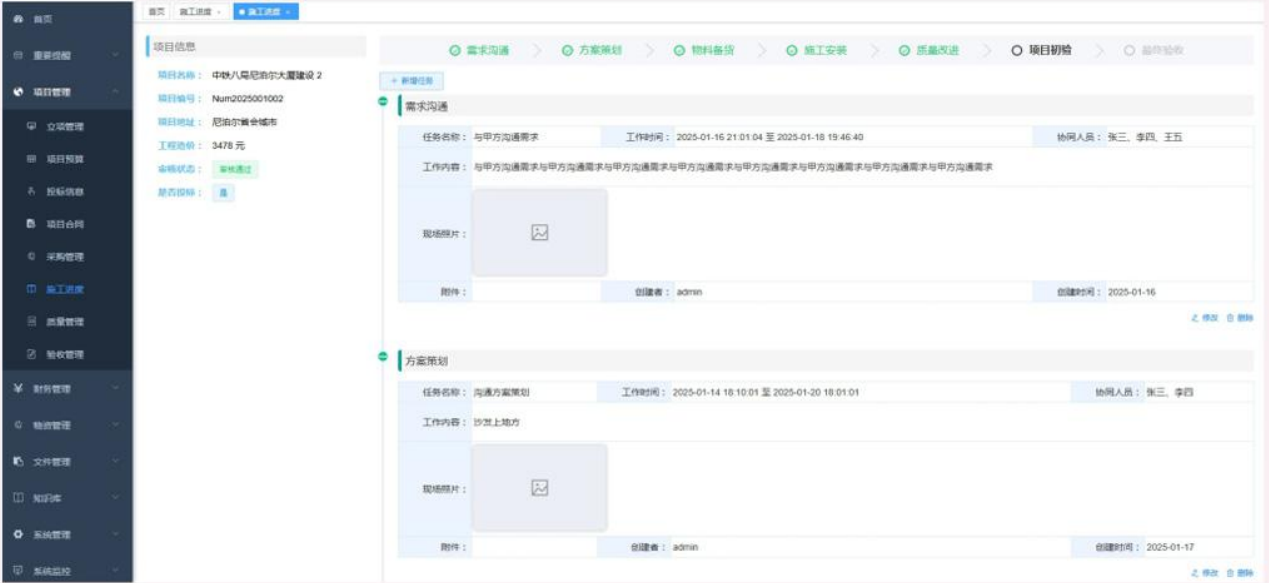 首页
重要提醒
项目管理
立项管理
项目预算
投标信息
项目合同
采购管理
施工进度
质量管理
验收管理
财务管理
物资管理
文件管理
知识库
系统管理
系统监控
首页 施工进度 × 施工进度 ×
项目信息
项目名称： 中铁八局尼泊尔大厦建设 2
项目编号： Num2025001002
项目地址： 尼泊尔首会城市
工程造价： 3478 元
审核状态： 审核通过
是否投标： 是
需求沟通 方案策划 物料备货 施工安装 质量改进 项目初验 最终验收
+ 新增任务
需求沟通
任务名称： 与甲方沟通需求 工作时间： 2025-01-16 21:01:04 至 2025-01-18 19:46:40 协同人员： 张三、李四、王五
工作内容： 与甲方沟通需求与甲方沟通需求与甲方沟通需求与甲方沟通需求与甲方沟通需求与甲方沟通需求与甲方沟通需求与甲方沟通需求
现场照片：
附件： 创建者： admin 创建时间： 2025-01-16
修改 删除
方案策划
任务名称： 沟通方案策划 工作时间： 2025-01-14 18:10:01 至 2025-01-20 18:01:01 协同人员： 张三、李四
工作内容： 沙发上地方
现场照片：
附件： 创建者： admin 创建时间： 2025-01-17
修改 删除